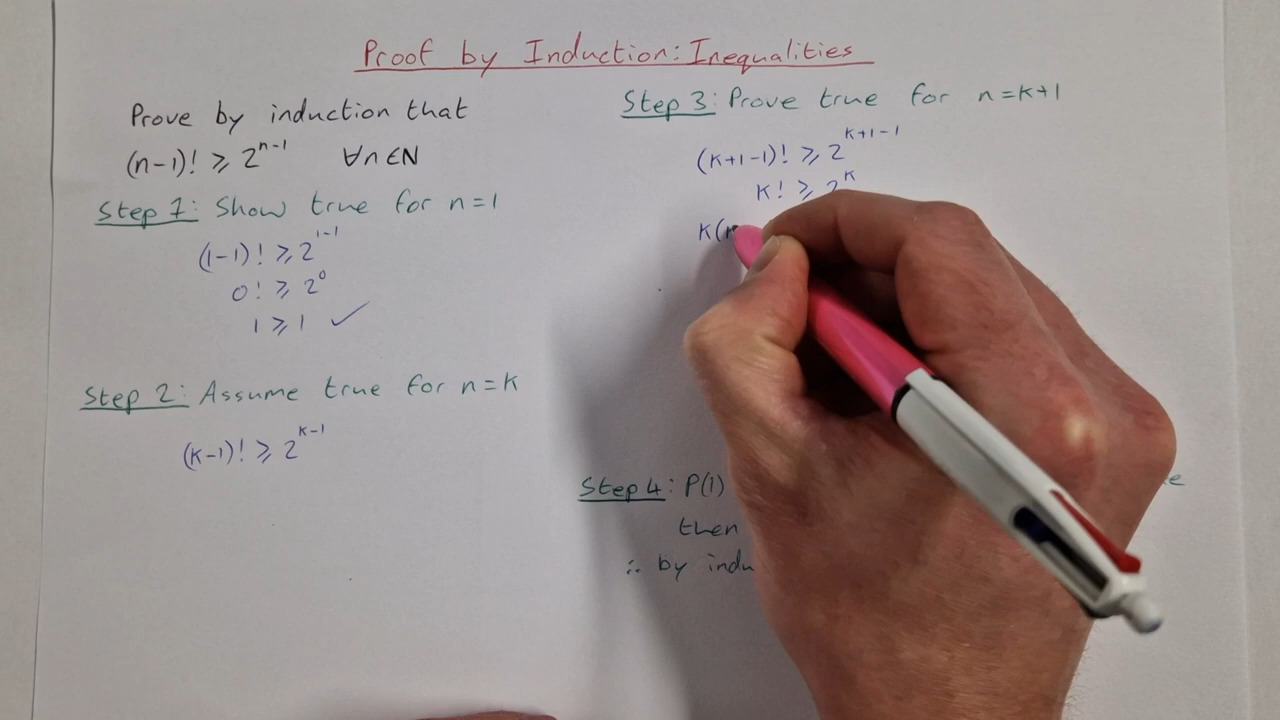 Proof by Induction: Inequalities
Prove by induction that
(n-1)! ⩾ 2^{n-1} ∀n∈N
Step 1: Show true for n=1
(1-1)! ⩾ 2^{1-1}
0! ⩾ 2^0
1 ⩾ 1 ✓
Step 2: Assume true for n=k
(k-1)! ⩾ 2^{k-1}
Step 3: Prove true for n=k+1
(k+1-1)! ⩾ 2^{k+1-1}
k! ⩾ 2^k
k(
Step 4: P(1)
then
∴ by indu